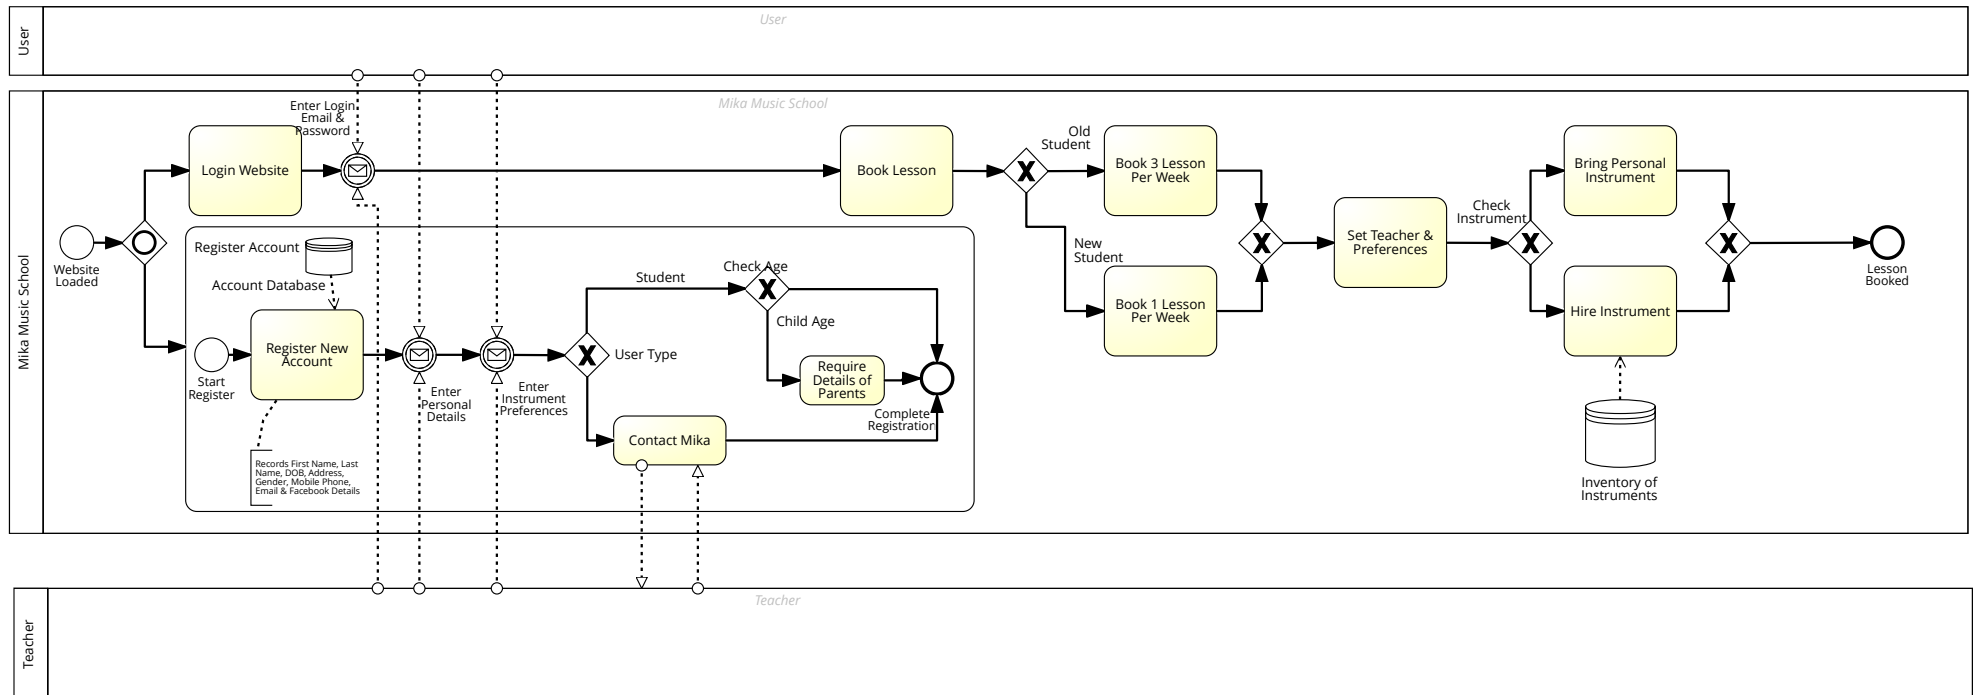 User
User
Mika Music School
Mika Music School
Enter Login
Email &
Password
Login Website
Book Lesson
Old
Student
Book 3 Lesson
Per Week
Bring Personal
Instrument
Check
Instrument
Set Teacher &
Preferences
New
Student
Website
Loaded
Register Account
Account Database
Student
Check Age
Child Age
Lesson
Booked
Book 1 Lesson
Per Week
Hire Instrument
Register New
Account
User Type
Start
Register
Enter
Personal
Details
Enter
Instrument
Preferences
Require
Details of
Parents
Complete
Registration
Contact Mika
Records First Name, Last
Name, DOB, Address,
Gender, Mobile Phone,
Email & Facebook Details
Inventory of
Instruments
Teacher
Teacher